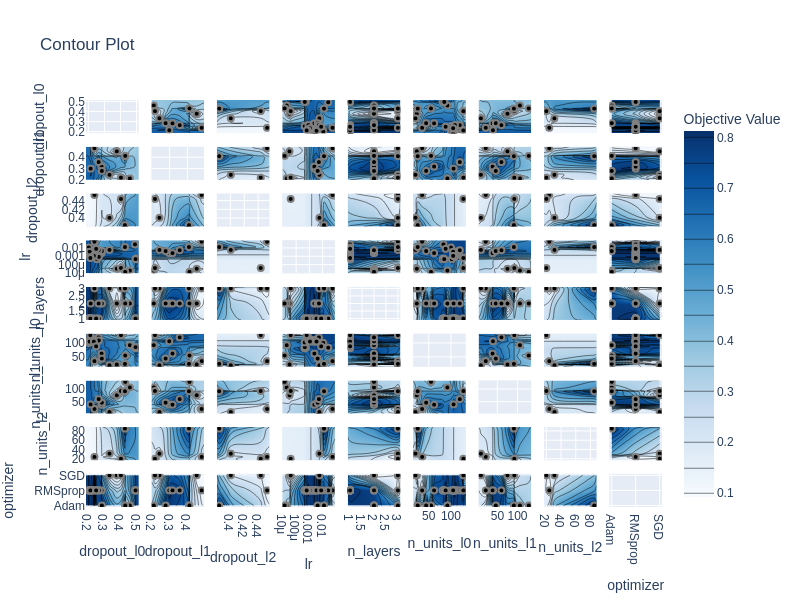 Contour Plot
Objective Value
0.8
0.7
0.6
0.5
0.4
0.3
0.2
0.1
dropout_l0
0.5
0.4
0.3
0.2
dropout_l1
0.4
0.3
0.2
dropout_l2
0.44
0.42
0.4
lr
0.01
0.001
100μ
10μ
n_layers
3
2.5
2
1.5
1
n_units_l0
100
50
n_units_l1
100
50
n_units_l2
80
60
40
20
optimizer
SGD
RMSprop
Adam
0.2 0.3 0.4 0.5
dropout_l0
0.2 0.3 0.4
dropout_l1
0.4 0.42 0.44
dropout_l2
10μ 100μ 0.001 0.01
lr
1 1.5 2 2.5 3
n_layers
50 100
n_units_l0
50 100
n_units_l1
20 40 60 80
n_units_l2
Adam RMSprop SGD
optimizer